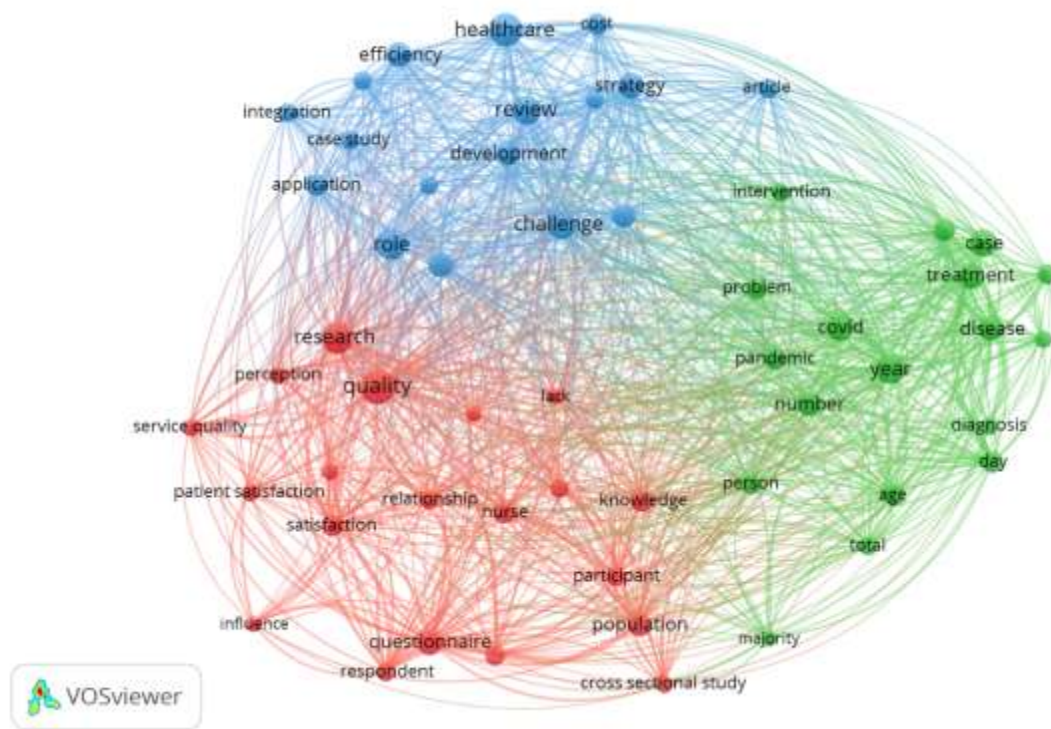 healthcare
cost
efficiency
strategy
article
integration
review
case study
development
application
intervention
challenge
role
case
treatment
problem
covid
disease
research
pandemic
year
perception
quality
lack
number
service quality
diagnosis
day
patient satisfaction
relationship
nurse
knowledge
person
age
satisfaction
total
participant
influence
population
questionnaire
majority
respondent
cross sectional study
VOSviewer